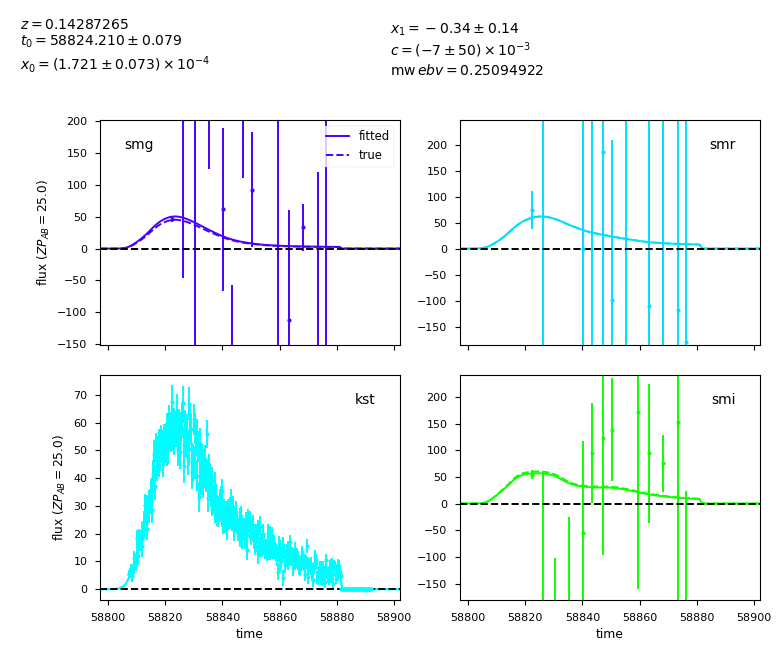 z = 0.14287265
t₀ = 58824.210 ± 0.079
x₀ = (1.721 ± 0.073) × 10⁻⁴
x₁ = −0.34 ± 0.14
c = (−7 ± 50) × 10⁻³
mw ebv = 0.25094922
smg
fitted
true
200
150
100
50
0
−50
−100
−150
flux (ZP_AB = 25.0)
smr
200
150
100
50
0
−50
−100
−150
kst
70
60
50
40
30
20
10
0
flux (ZP_AB = 25.0)
58800 58820 58840 58860 58880 58900
time
smi
200
150
100
50
0
−50
−100
−150
58800 58820 58840 58860 58880 58900
time